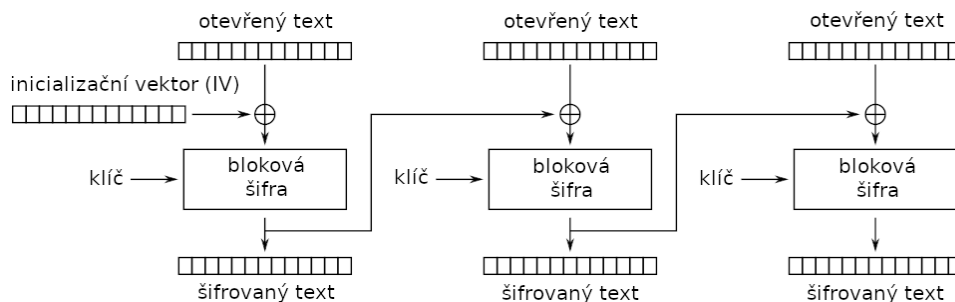 otevřený text
otevřený text
otevřený text
inicializační vektor (IV)
klíč
bloková
šifra
klíč
bloková
šifra
klíč
bloková
šifra
šifrovaný text
šifrovaný text
šifrovaný text